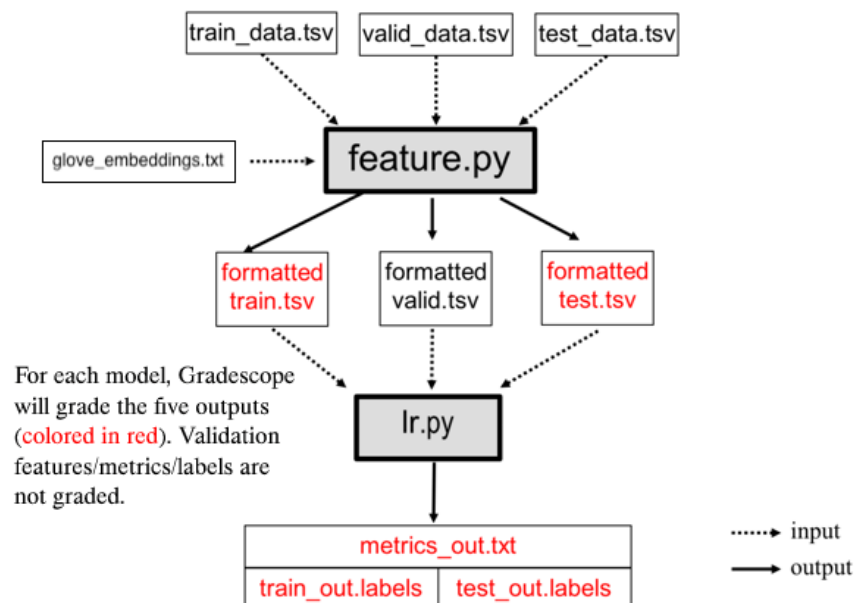 train_data.tsv
valid_data.tsv
test_data.tsv
glove_embeddings.txt
feature.py
formatted
train.tsv
formatted
valid.tsv
formatted
test.tsv
For each model, Gradescope
will grade the five outputs
(colored in red). Validation
features/metrics/labels are
not graded.
lr.py
metrics_out.txt
train_out.labels
test_out.labels
input
output